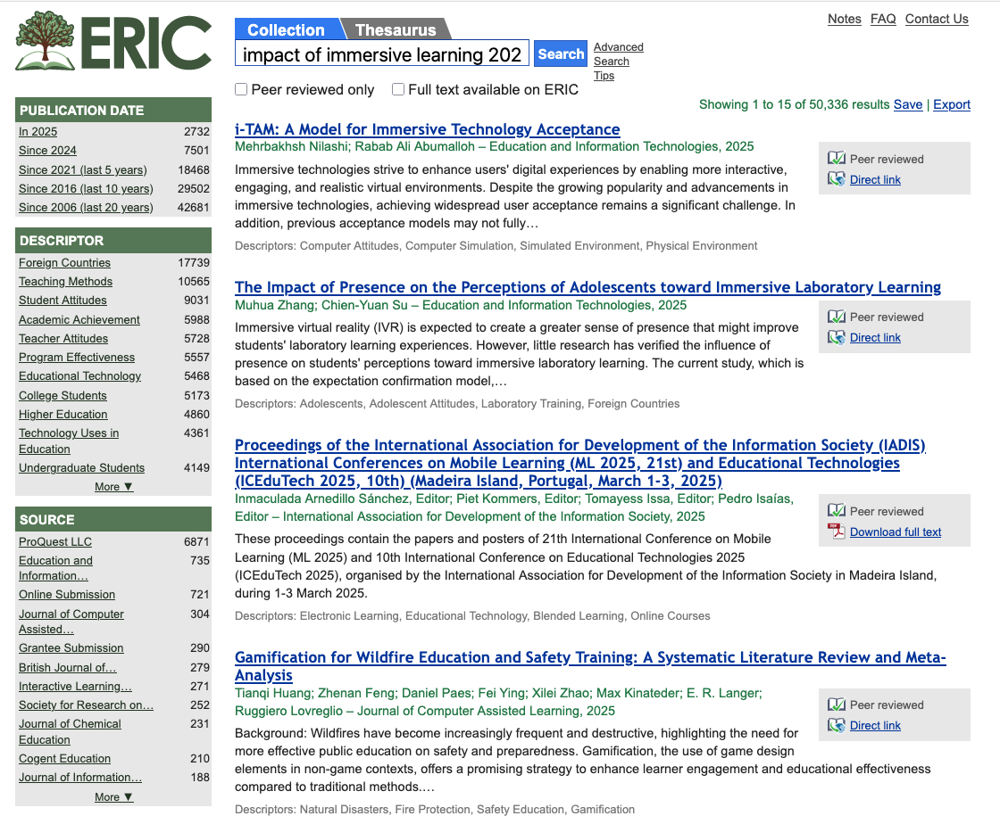 ERIC
Collection
Thesaurus
Notes FAQ Contact Us
impact of immersive learning 202
Search
Advanced
Search
Tips
Peer reviewed only
Full text available on ERIC
Showing 1 to 15 of 50,336 results Save | Export
PUBLICATION DATE
In 2025 2732
Since 2024 7501
Since 2021 (last 5 years) 18468
Since 2016 (last 10 years) 29502
Since 2006 (last 20 years) 42681
DESCRIPTOR
Foreign Countries 17739
Teaching Methods 10565
Student Attitudes 9031
Academic Achievement 5988
Teacher Attitudes 5728
Program Effectiveness 5557
Educational Technology 5468
College Students 5173
Higher Education 4860
Technology Uses in 4361
Education
Undergraduate Students 4149
More ▼
SOURCE
ProQuest LLC 6871
Education and 735
Information…
Online Submission 721
Journal of Computer 304
Assisted…
Grantee Submission 290
British Journal of… 279
Interactive Learning… 271
Society for Research on… 252
Journal of Chemical 231
Education
Cogent Education 210
Journal of Information… 188
More ▼
i-TAM: A Model for Immersive Technology Acceptance
Mehrbakhsh Nilashi; Rabab Ali Abumalloh – Education and Information Technologies, 2025
Immersive technologies strive to enhance users' digital experiences by enabling more interactive,
engaging, and realistic virtual environments. Despite the growing popularity and advancements in
immersive technologies, achieving widespread user acceptance remains a significant challenge. In
addition, previous acceptance models may not fully…
Descriptors: Computer Attitudes, Computer Simulation, Simulated Environment, Physical Environment
Peer reviewed
Direct link
The Impact of Presence on the Perceptions of Adolescents toward Immersive Laboratory Learning
Muhua Zhang; Chien-Yuan Su – Education and Information Technologies, 2025
Immersive virtual reality (IVR) is expected to create a greater sense of presence that might improve
students' laboratory learning experiences. However, little research has verified the influence of
presence on students' perceptions toward immersive laboratory learning. The current study, which is
based on the expectation confirmation model,…
Descriptors: Adolescents, Adolescent Attitudes, Laboratory Training, Foreign Countries
Peer reviewed
Direct link
Proceedings of the International Association for Development of the Information Society (IADIS)
International Conferences on Mobile Learning (ML 2025, 21st) and Educational Technologies
(ICEduTech 2025, 10th) (Madeira Island, Portugal, March 1-3, 2025)
Inmaculada Arnedillo Sánchez, Editor; Piet Kommers, Editor; Tomayess Issa, Editor; Pedro Isaías,
Editor – International Association for Development of the Information Society, 2025
These proceedings contain the papers and posters of 21th International Conference on Mobile
Learning (ML 2025) and 10th International Conference on Educational Technologies 2025
(ICEduTech 2025), organised by the International Association for Development of the Information Society in Madeira Island,
during 1-3 March 2025.
Descriptors: Electronic Learning, Educational Technology, Blended Learning, Online Courses
Peer reviewed
PDF
Download full text
Gamification for Wildfire Education and Safety Training: A Systematic Literature Review and Meta-
Analysis
Tianqi Huang; Zhenan Feng; Daniel Paes; Fei Ying; Xilei Zhao; Max Kinateder; E. R. Langer;
Ruggiero Lovreglio – Journal of Computer Assisted Learning, 2025
Background: Wildfires have become increasingly frequent and destructive, highlighting the need for
more effective public education on safety and preparedness. Gamification, the use of game design
elements in non-game contexts, offers a promising strategy to enhance learner engagement and educational effectiveness
compared to traditional methods.…
Descriptors: Natural Disasters, Fire Protection, Safety Education, Gamification
Peer reviewed
Direct link